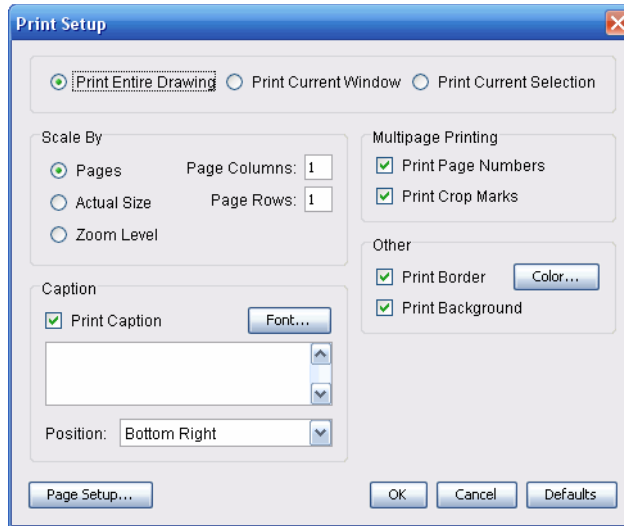 Print Setup
Print Entire Drawing Print Current Window Print Current Selection
Scale By
Pages Page Columns: 1
Actual Size Page Rows: 1
Zoom Level
Multipage Printing
Print Page Numbers
Print Crop Marks
Other
Print Border Color...
Print Background
Caption
Print Caption Font...
Position: Bottom Right
Page Setup... OK Cancel Defaults